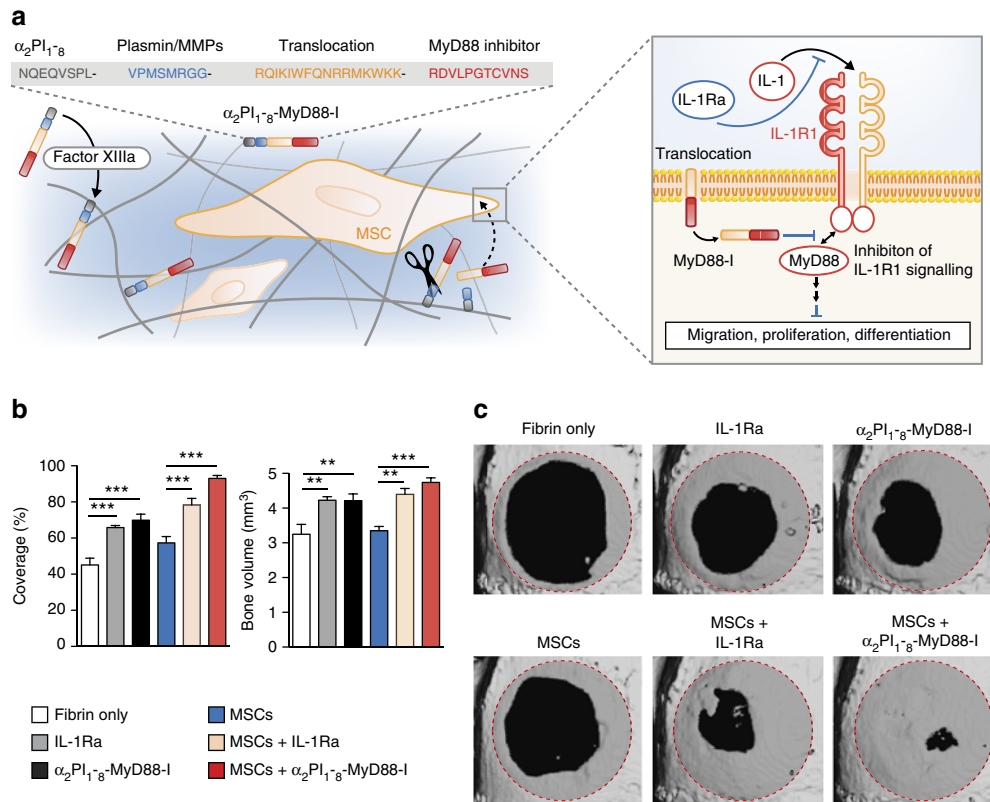 a
α₂PI₁-₈ Plasmin/MMPs Translocation MyD88 inhibitor
NQEQVSPL- VPMSMRGG- RQIKIWFQNRRMKWKK- RDVLPGTCVNS
α₂PI₁-₈-MyD88-I
Factor XIIIa
MSC
IL-1
IL-1Ra
IL-1R1
Translocation
MyD88-I
MyD88
Inhibiton of
IL-1R1 signalling
Migration, proliferation, differentiation
b
Coverage (%)
100
80
60
40
20
0
***
***
***
***
Bone volume (mm³)
5
4
3
2
1
0
**
**
***
**
Fibrin only
IL-1Ra
α₂PI₁-₈-MyD88-I
MSCs
MSCs + IL-1Ra
MSCs + α₂PI₁-₈-MyD88-I
c
Fibrin only
IL-1Ra
α₂PI₁-₈-MyD88-I
MSCs
MSCs +
IL-1Ra
MSCs +
α₂PI₁-₈-MyD88-I